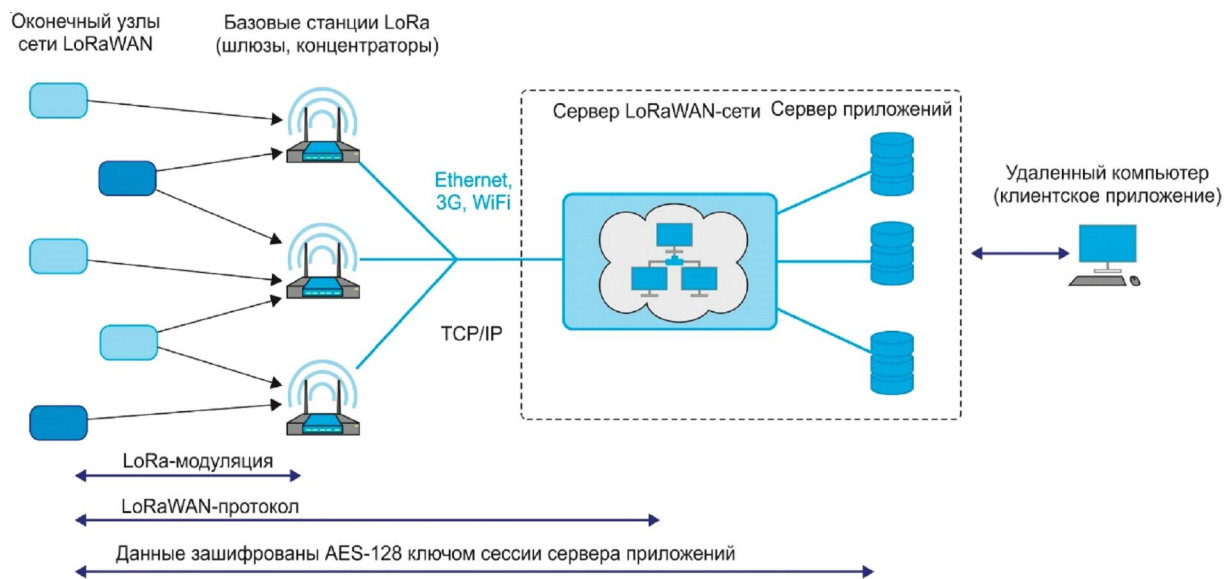 Оконечный узлы
сети LoRaWAN
Базовые станции LoRa
(шлюзы, концентраторы)
Сервер LoRaWAN-сети
Сервер приложений
Ethernet,
3G, WiFi
Удаленный компьютер
(клиентское приложение)
TCP/IP
LoRa-модуляция
LoRaWAN-протокол
Данные зашифрованы AES-128 ключом сессии сервера приложений